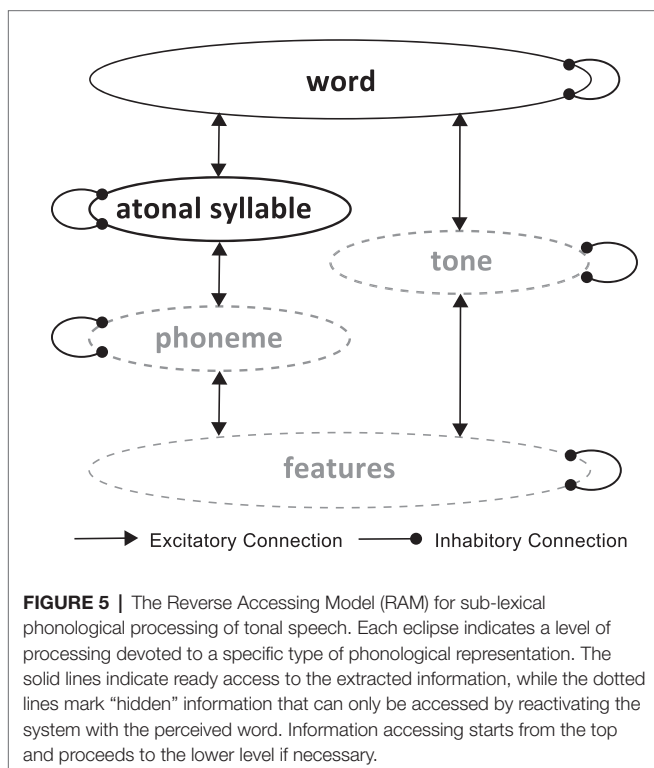 word
atonal syllable
tone
phoneme
features
Excitatory Connection Inhabitory Connection
FIGURE 5 | The Reverse Accessing Model (RAM) for sub-lexical
phonological processing of tonal speech. Each eclipse indicates a level of
processing devoted to a specific type of phonological representation. The
solid lines indicate ready access to the extracted information, while the dotted
lines mark “hidden” information that can only be accessed by reactivating the
system with the perceived word. Information accessing starts from the top
and proceeds to the lower level if necessary.